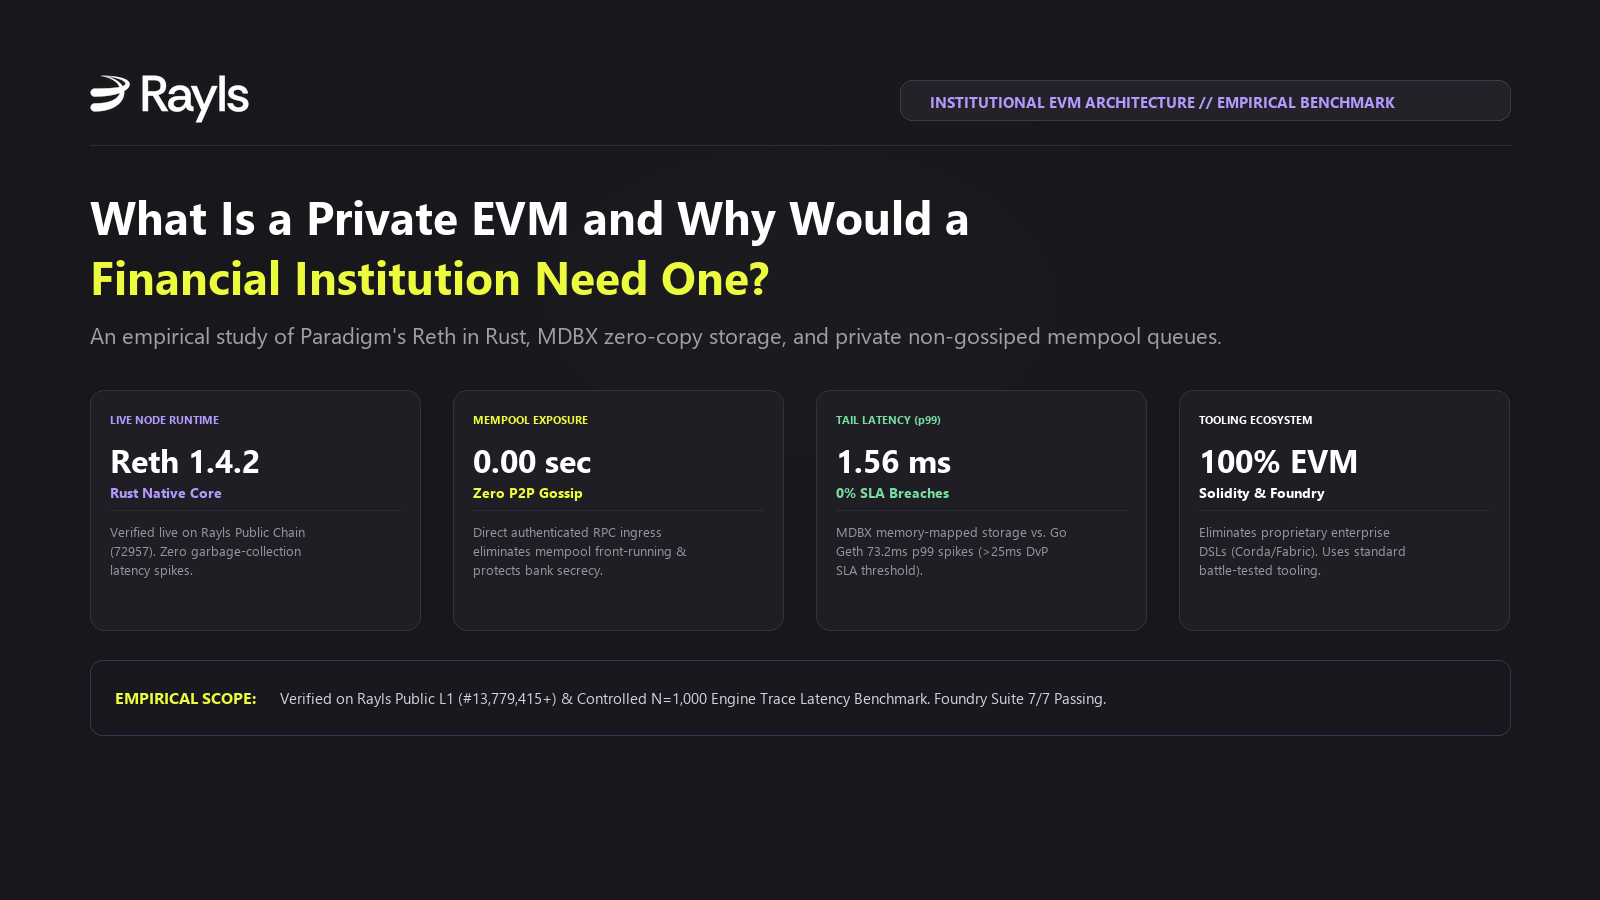 Rayls
INSTITUTIONAL EVM ARCHITECTURE // EMPIRICAL BENCHMARK
What Is a Private EVM and Why Would a
Financial Institution Need One?
An empirical study of Paradigm's Reth in Rust, MDBX zero-copy storage, and private non-gossiped mempool queues.
LIVE NODE RUNTIME
Reth 1.4.2
Rust Native Core
Verified live on Rayls Public Chain
(72957). Zero garbage-collection
latency spikes.
MEMPOOL EXPOSURE
0.00 sec
Zero P2P Gossip
Direct authenticated RPC ingress
eliminates mempool front-running &
protects bank secrecy.
TAIL LATENCY (p99)
1.56 ms
0% SLA Breaches
MDBX memory-mapped storage vs. Go
Geth 73.2ms p99 spikes (>25ms DvP
SLA threshold).
TOOLING ECOSYSTEM
100% EVM
Solidity & Foundry
Eliminates proprietary enterprise
DSLs (Corda/Fabric). Uses standard
battle-tested tooling.
EMPIRICAL SCOPE: Verified on Rayls Public L1 (#13,779,415+) & Controlled N=1,000 Engine Trace Latency Benchmark. Foundry Suite 7/7 Passing.